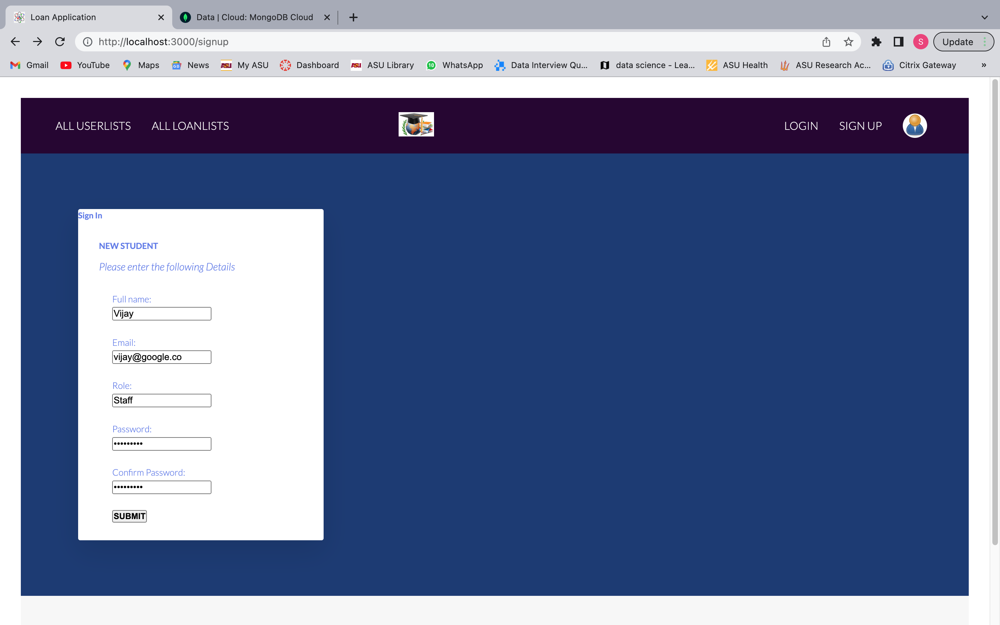 Loan Application
Data | Cloud: MongoDB Cloud
http://localhost:3000/signup
S
Update
Gmail
YouTube
Maps
GE
News
ASU
My ASU
Dashboard
ASU
ASU Library
10
WhatsApp
Data Interview Qu...
data science - Lea...
ASU Health
ASU Research Ac...
Citrix Gateway
»
ALL USERLISTS
ALL LOANLISTS
LOGIN
SIGN UP
Sign In
NEW STUDENT
Please enter the following Details
Full name:
Vijay
Email:
vijay@google.co
Role:
Staff
Password:
•••••••••
Confirm Password:
•••••••••
SUBMIT